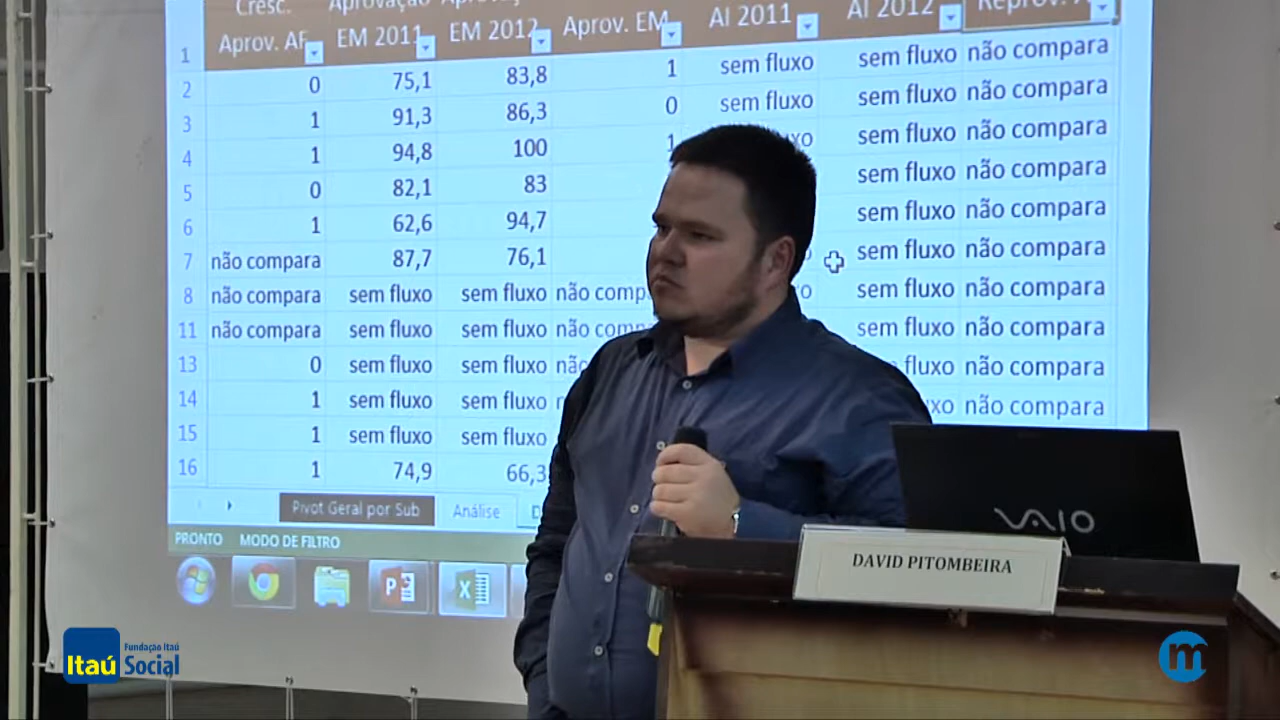 Cresc. Aprovação
Aprov. AF EM 2011 EM 2012 Aprov. EM AI 2011 AI 2012 Reprov.
1
2 0 75,1 83,8 1 sem fluxo sem fluxo não compara
3 1 91,3 86,3 0 sem fluxo sem fluxo não compara
4 1 94,8 100 1 sem fluxo não compara
5 0 82,1 83 sem fluxo não compara
6 1 62,6 94,7 sem fluxo não compara
7 não compara 87,7 76,1 sem fluxo não compara
8 não compara sem fluxo sem fluxo não comp sem fluxo não compara
11 não compara sem fluxo sem fluxo não comp sem fluxo não compara
13 0 sem fluxo sem fluxo fluxo não compara
14 1 sem fluxo sem fluxo não compara
15 1 sem fluxo sem fluxo
16 1 74,9 66,3
Pivot Geral por Sub Análise
PRONTO MODO DE FILTRO
VAIO
DAVID PITOMBEIRA
Itaú Fundação Itaú
Social
m